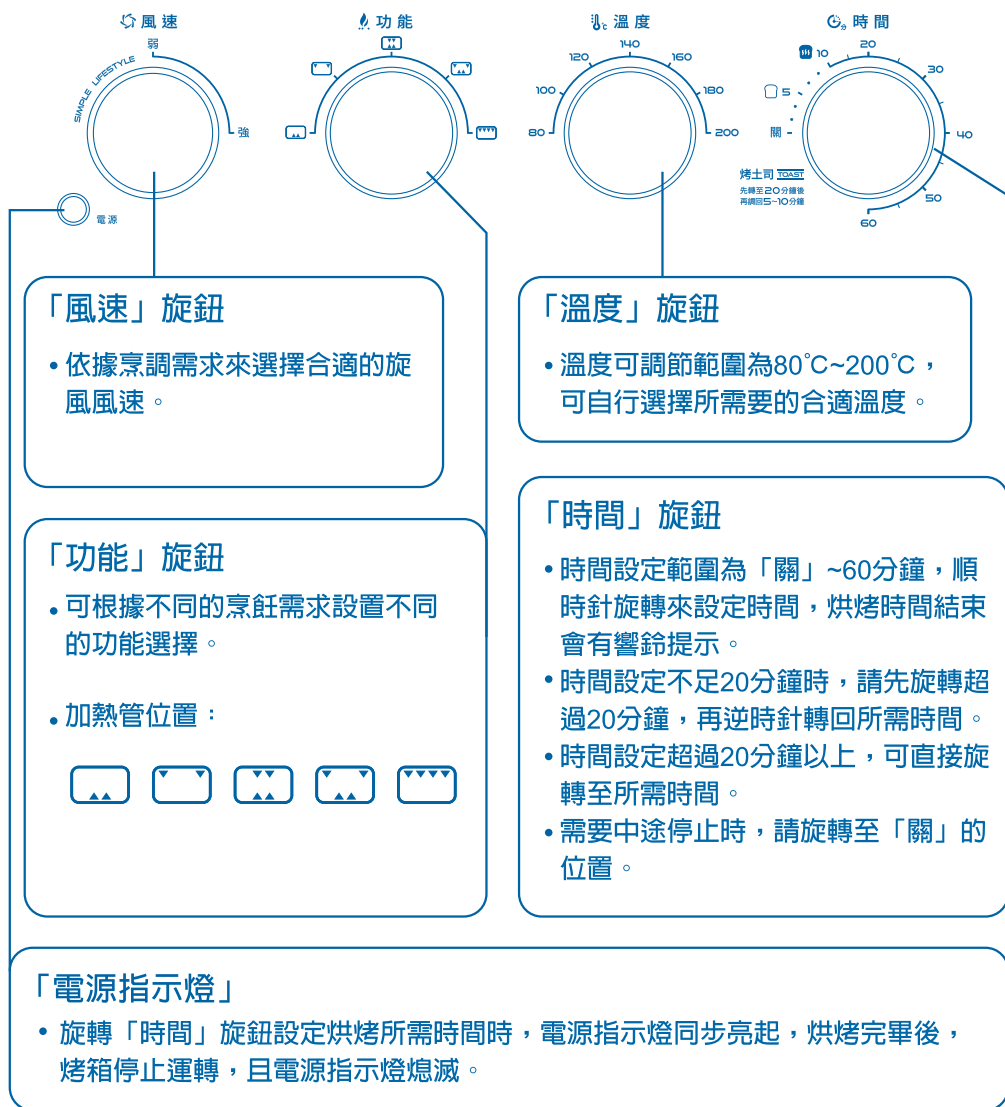 風速
功能
溫度
時間
℃
分
弱
強
SIMPLE LIFESTYLE
電源
80
100
120
140
160
180
200
關
5
10
20
30
40
50
60
烤土司 TOAST
先轉至20分鐘後
再調回5~10分鐘
「風速」旋鈕
•依據烹調需求來選擇合適的旋
風風速。
「溫度」旋鈕
•溫度可調節範圍為80℃~200℃，
可自行選擇所需要的合適溫度。
「功能」旋鈕
•可根據不同的烹飪需求設置不同
的功能選擇。
•加熱管位置：
「時間」旋鈕
•時間設定範圍為「關」~60分鐘，順
時針旋轉來設定時間，烘烤時間結束
會有響鈴提示。
•時間設定不足20分鐘時，請先旋轉超
過20分鐘，再逆時針轉回所需時間。
•時間設定超過20分鐘以上，可直接旋
轉至所需時間。
•需要中途停止時，請旋轉至「關」的
位置。
「電源指示燈」
• 旋轉「時間」旋鈕設定烘烤所需時間時，電源指示燈同步亮起，烘烤完畢後，
烤箱停止運轉，且電源指示燈熄滅。